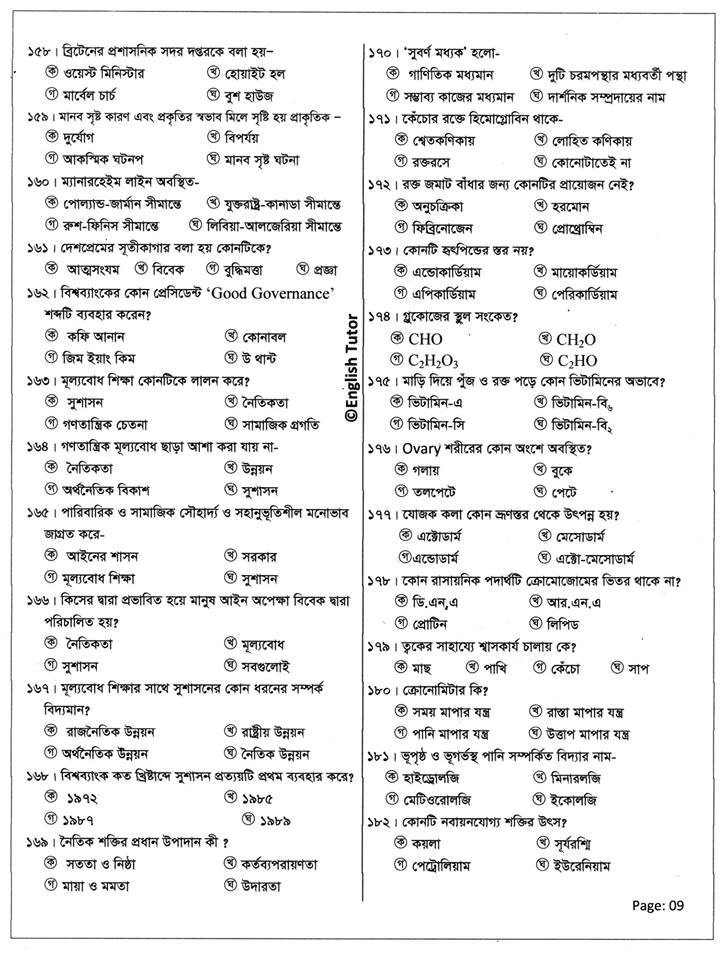 ১৫৮। ব্রিটেনের প্রশাসনিক সদর দপ্তরকে বলা হয়–
ক ওয়েস্ট মিনিস্টার খ হোয়াইট হল
গ মার্বেল চার্চ ঘ বুশ হাউজ
১৫৯। মানব সৃষ্ট কারণ এবং প্রকৃতির স্বভাব মিলে সৃষ্টি হয় প্রাকৃতিক –
ক দুর্যোগ খ বিপর্যয়
গ আকস্মিক ঘটনপ ঘ মানব সৃষ্ট ঘটনা
১৬০। ম্যানারহেইম লাইন অবস্থিত-
ক পোল্যান্ড-জার্মান সীমান্তে খ যুক্তরাষ্ট্র-কানাডা সীমান্তে
গ রুশ-ফিনিস সীমান্তে ঘ লিবিয়া-আলজেরিয়া সীমান্তে
১৬১। দেশপ্রেমের সূতীকাগার বলা হয় কোনটিকে?
ক আত্মসংযম খ বিবেক গ বুদ্ধিমত্তা ঘ প্রজ্ঞা
১৬২। বিশ্বব্যাংকের কোন প্রেসিডেন্ট ‘Good Governance’
শব্দটি ব্যবহার করেন?
ক কফি আনান খ কোনাবল
গ জিম ইয়াং কিম ঘ উ থান্ট
১৬৩। মূল্যবোধ শিক্ষা কোনটিকে লালন করে?
ক সুশাসন খ নৈতিকতা
গ গণতান্ত্রিক চেতনা ঘ সামাজিক প্রগতি
১৬৪। গণতান্ত্রিক মূল্যবোধ ছাড়া আশা করা যায় না-
ক নৈতিকতা খ উন্নয়ন
গ অর্থনৈতিক বিকাশ ঘ সুশাসন
১৬৫। পারিবারিক ও সামাজিক সৌহার্দ্য ও সহানুভূতিশীল মনোভাব
জাগ্রত করে-
ক আইনের শাসন খ সরকার
গ মূল্যবোধ শিক্ষা ঘ সুশাসন
১৬৬। কিসের দ্বারা প্রভাবিত হয়ে মানুষ আইন অপেক্ষা বিবেক দ্বারা
পরিচালিত হয়?
ক নৈতিকতা খ মূল্যবোধ
গ সুশাসন ঘ সবগুলোই
১৬৭। মূল্যবোধ শিক্ষার সাথে সুশাসনের কোন ধরনের সম্পর্ক
বিদ্যমান?
ক রাজনৈতিক উন্নয়ন খ রাষ্ট্রীয় উন্নয়ন
গ অর্থনৈতিক উন্নয়ন ঘ নৈতিক উন্নয়ন
১৬৮। বিশ্বব্যাংক কত খ্রিষ্টাব্দে সুশাসন প্রত্যয়টি প্রথম ব্যবহার করে?
ক ১৯৭২ খ ১৯৮৫
গ ১৯৮৭ ঘ ১৯৮৯
১৬৯। নৈতিক শক্তির প্রধান উপাদান কী ?
ক সততা ও নিষ্ঠা খ কর্তব্যপরায়ণতা
গ মায়া ও মমতা ঘ উদারতা
©English Tutor
১৭০। ‘সুবর্ণ মধ্যক’ হলো-
ক গাণিতিক মধ্যমান খ দুটি চরমপন্থার মধ্যবর্তী পন্থা
গ সম্ভাব্য কাজের মধ্যমান ঘ দার্শনিক সম্প্রদায়ের নাম
১৭১। কেঁচোর রক্তে হিমোগ্লোবিন থাকে-
ক শ্বেতকণিকায় খ লোহিত কণিকায়
গ রক্তরসে ঘ কোনোটাতেই না
১৭২। রক্ত জমাট বাঁধার জন্য কোনটির প্রয়োজন নেই?
ক অনুচক্রিকা খ হরমোন
গ ফিব্রিনোজেন ঘ প্রোথ্রোম্বিন
১৭৩। কোনটি হৃৎপিন্ডের স্তর নয়?
ক এন্ডোকার্ডিয়াম খ মায়োকর্ডিয়াম
গ এপিকার্ডিয়াম ঘ পেরিকার্ডিয়াম
১৭৪। গ্লুকোজের স্থুল সংকেত?
ক CHO খ CH₂O
গ C₂H₂O₃ ঘ C₂HO
১৭৫। মাড়ি দিয়ে পুঁজ ও রক্ত পড়ে কোন ভিটামিনের অভাবে?
ক ভিটামিন-এ খ ভিটামিন-বি৬
গ ভিটামিন-সি ঘ ভিটামিন-বি২
১৭৬। Ovary শরীরের কোন অংশে অবস্থিত?
ক গলায় খ বুকে
গ তলপেটে ঘ পেটে
১৭৭। যোজক কলা কোন ভ্রূণস্তর থেকে উৎপন্ন হয়?
ক এক্টোডার্ম খ মেসোডার্ম
গ এন্ডোডার্ম ঘ এক্টো-মেসোডার্ম
১৭৮। কোন রাসায়নিক পদার্থটি ক্রোমোজোমের ভিতর থাকে না?
ক ডি.এন,এ খ আর.এন.এ
গ প্রোটিন ঘ লিপিড
১৭৯। ত্বকের সাহায্যে শ্বাসকার্য চালায় কে?
ক মাছ খ পাখি গ কেঁচো ঘ সাপ
১৮০। ক্রোনোমিটার কি?
ক সময় মাপার যন্ত্র খ রাস্তা মাপার যন্ত্র
গ পানি মাপার যন্ত্র ঘ উত্তাপ মাপার যন্ত্র
১৮১। ভূপৃষ্ঠ ও ভূগর্ভস্থ পানি সম্পর্কিত বিদ্যার নাম-
ক হাইড্রোলজি খ মিনারলজি
গ মেটিওরোলজি ঘ ইকোলজি
১৮২। কোনটি নবায়নযোগ্য শক্তির উৎস?
ক কয়লা খ সূর্যরশ্মি
গ পেট্রোলিয়াম ঘ ইউরেনিয়াম
Page: 09